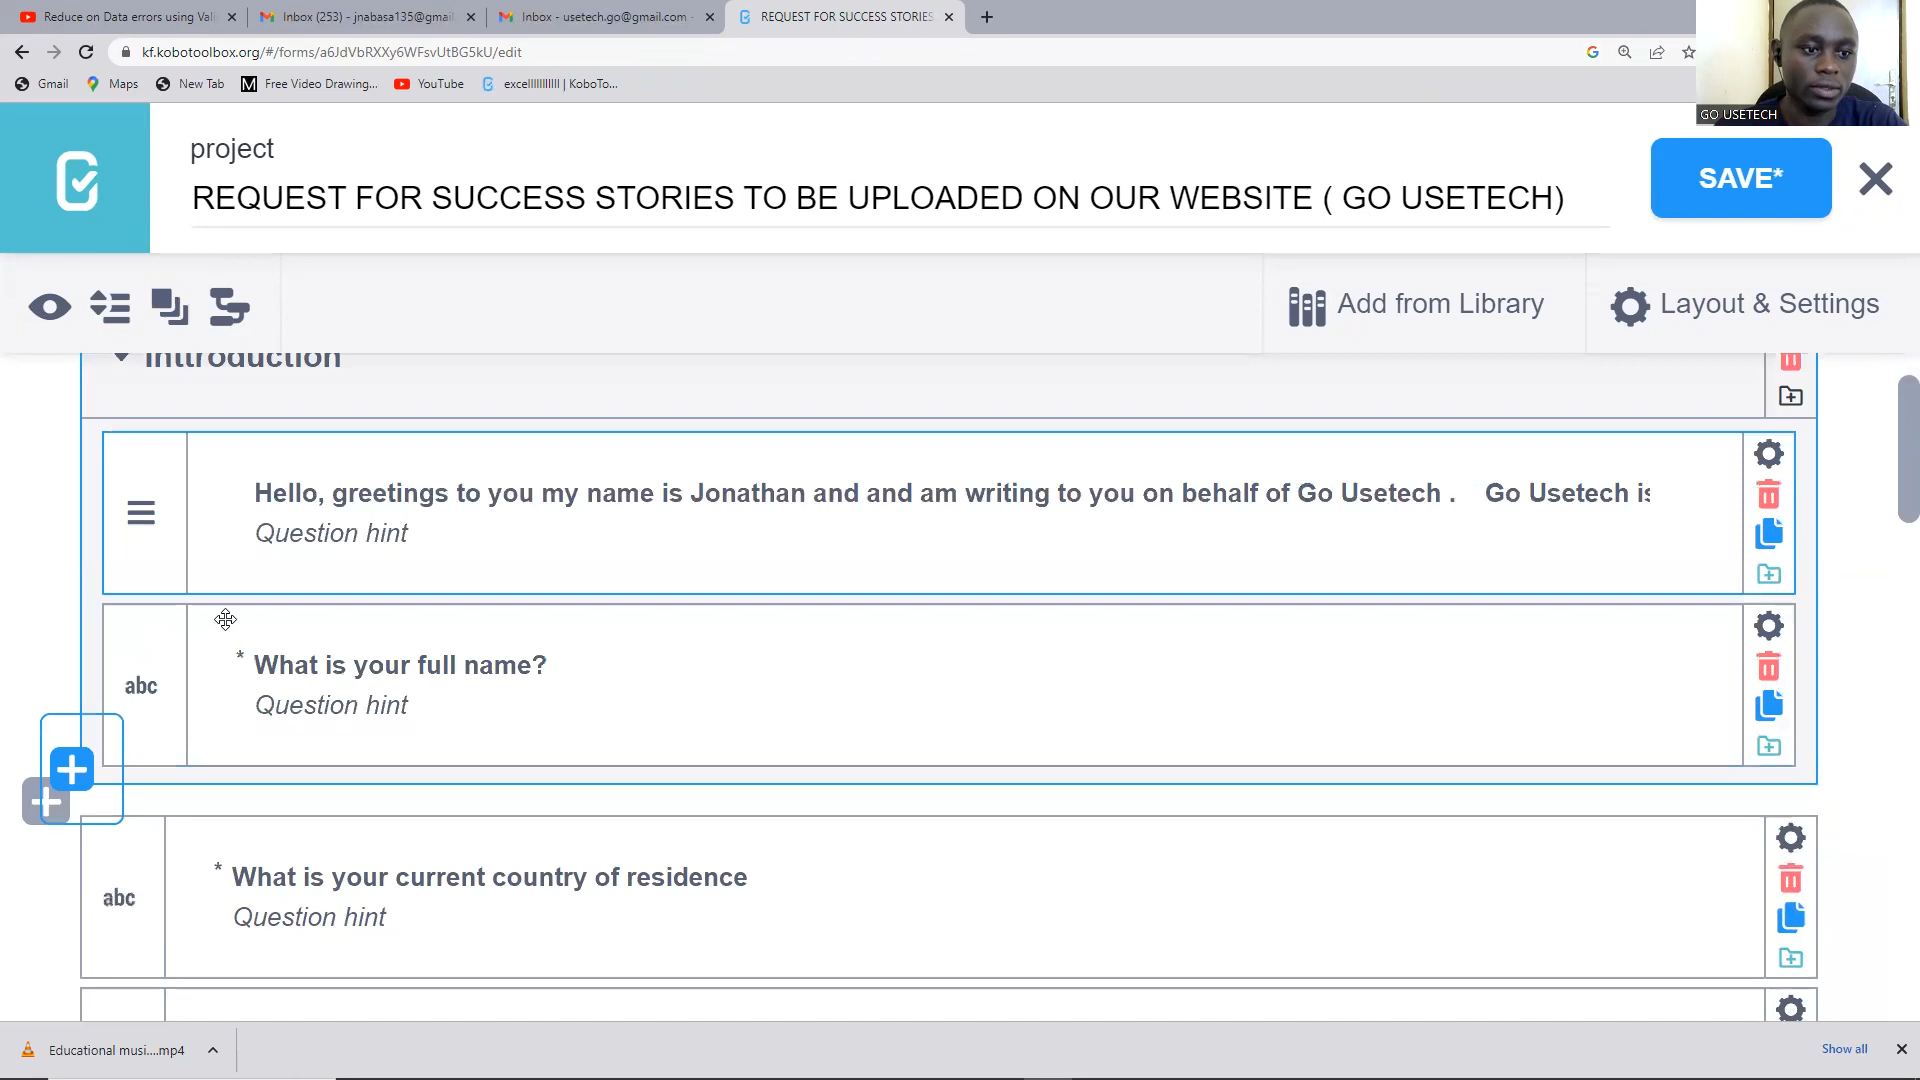 Reduce on Data errors using Vali
Inbox (253) - jnabasa135@gmail.
Inbox - usetech.go@gmail.com -
REQUEST FOR SUCCESS STORIES
kf.kobotoolbox.org/#/forms/a6JdVbRXXy6WFsvUtBG5kU/edit
Gmail
Maps
New Tab
Free Video Drawing...
YouTube
excelllllllllll | KoboTo...
GO USETECH
project
REQUEST FOR SUCCESS STORIES TO BE UPLOADED ON OUR WEBSITE ( GO USETECH)
SAVE*
Add from Library
Layout & Settings
Inttroduction
Hello, greetings to you my name is Jonathan and and am writing to you on behalf of Go Usetech . Go Usetech is
Question hint
abc
* What is your full name?
Question hint
abc
* What is your current country of residence
Question hint
Educational musi....mp4
Show all